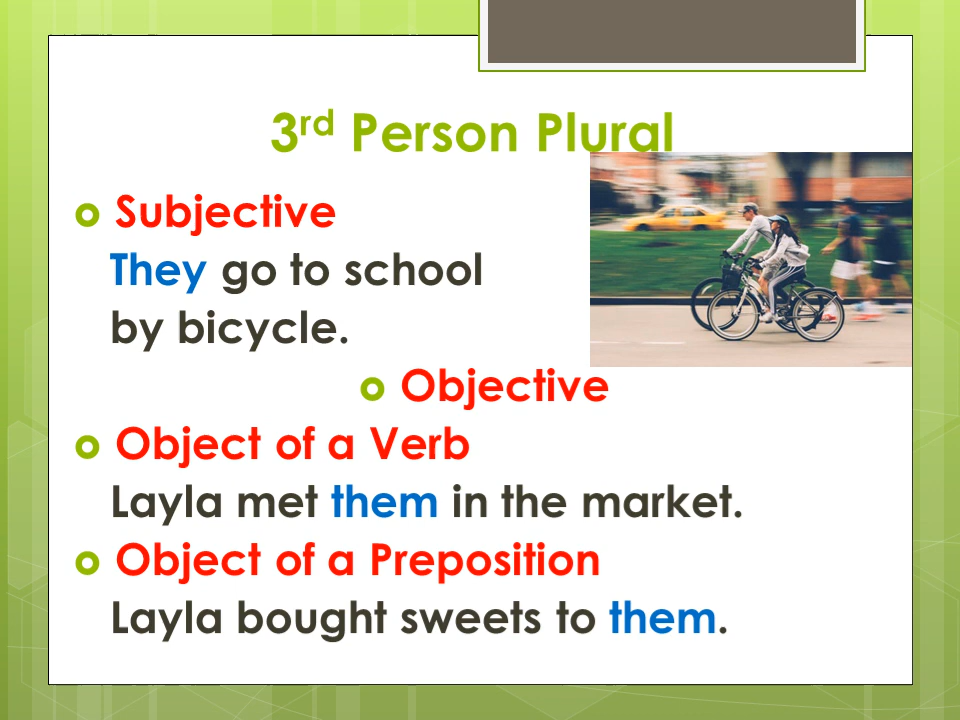 3rd Person Plural
Subjective
They go to school
by bicycle.
Objective
Object of a Verb
Layla met them in the market.
Object of a Preposition
Layla bought sweets to them.